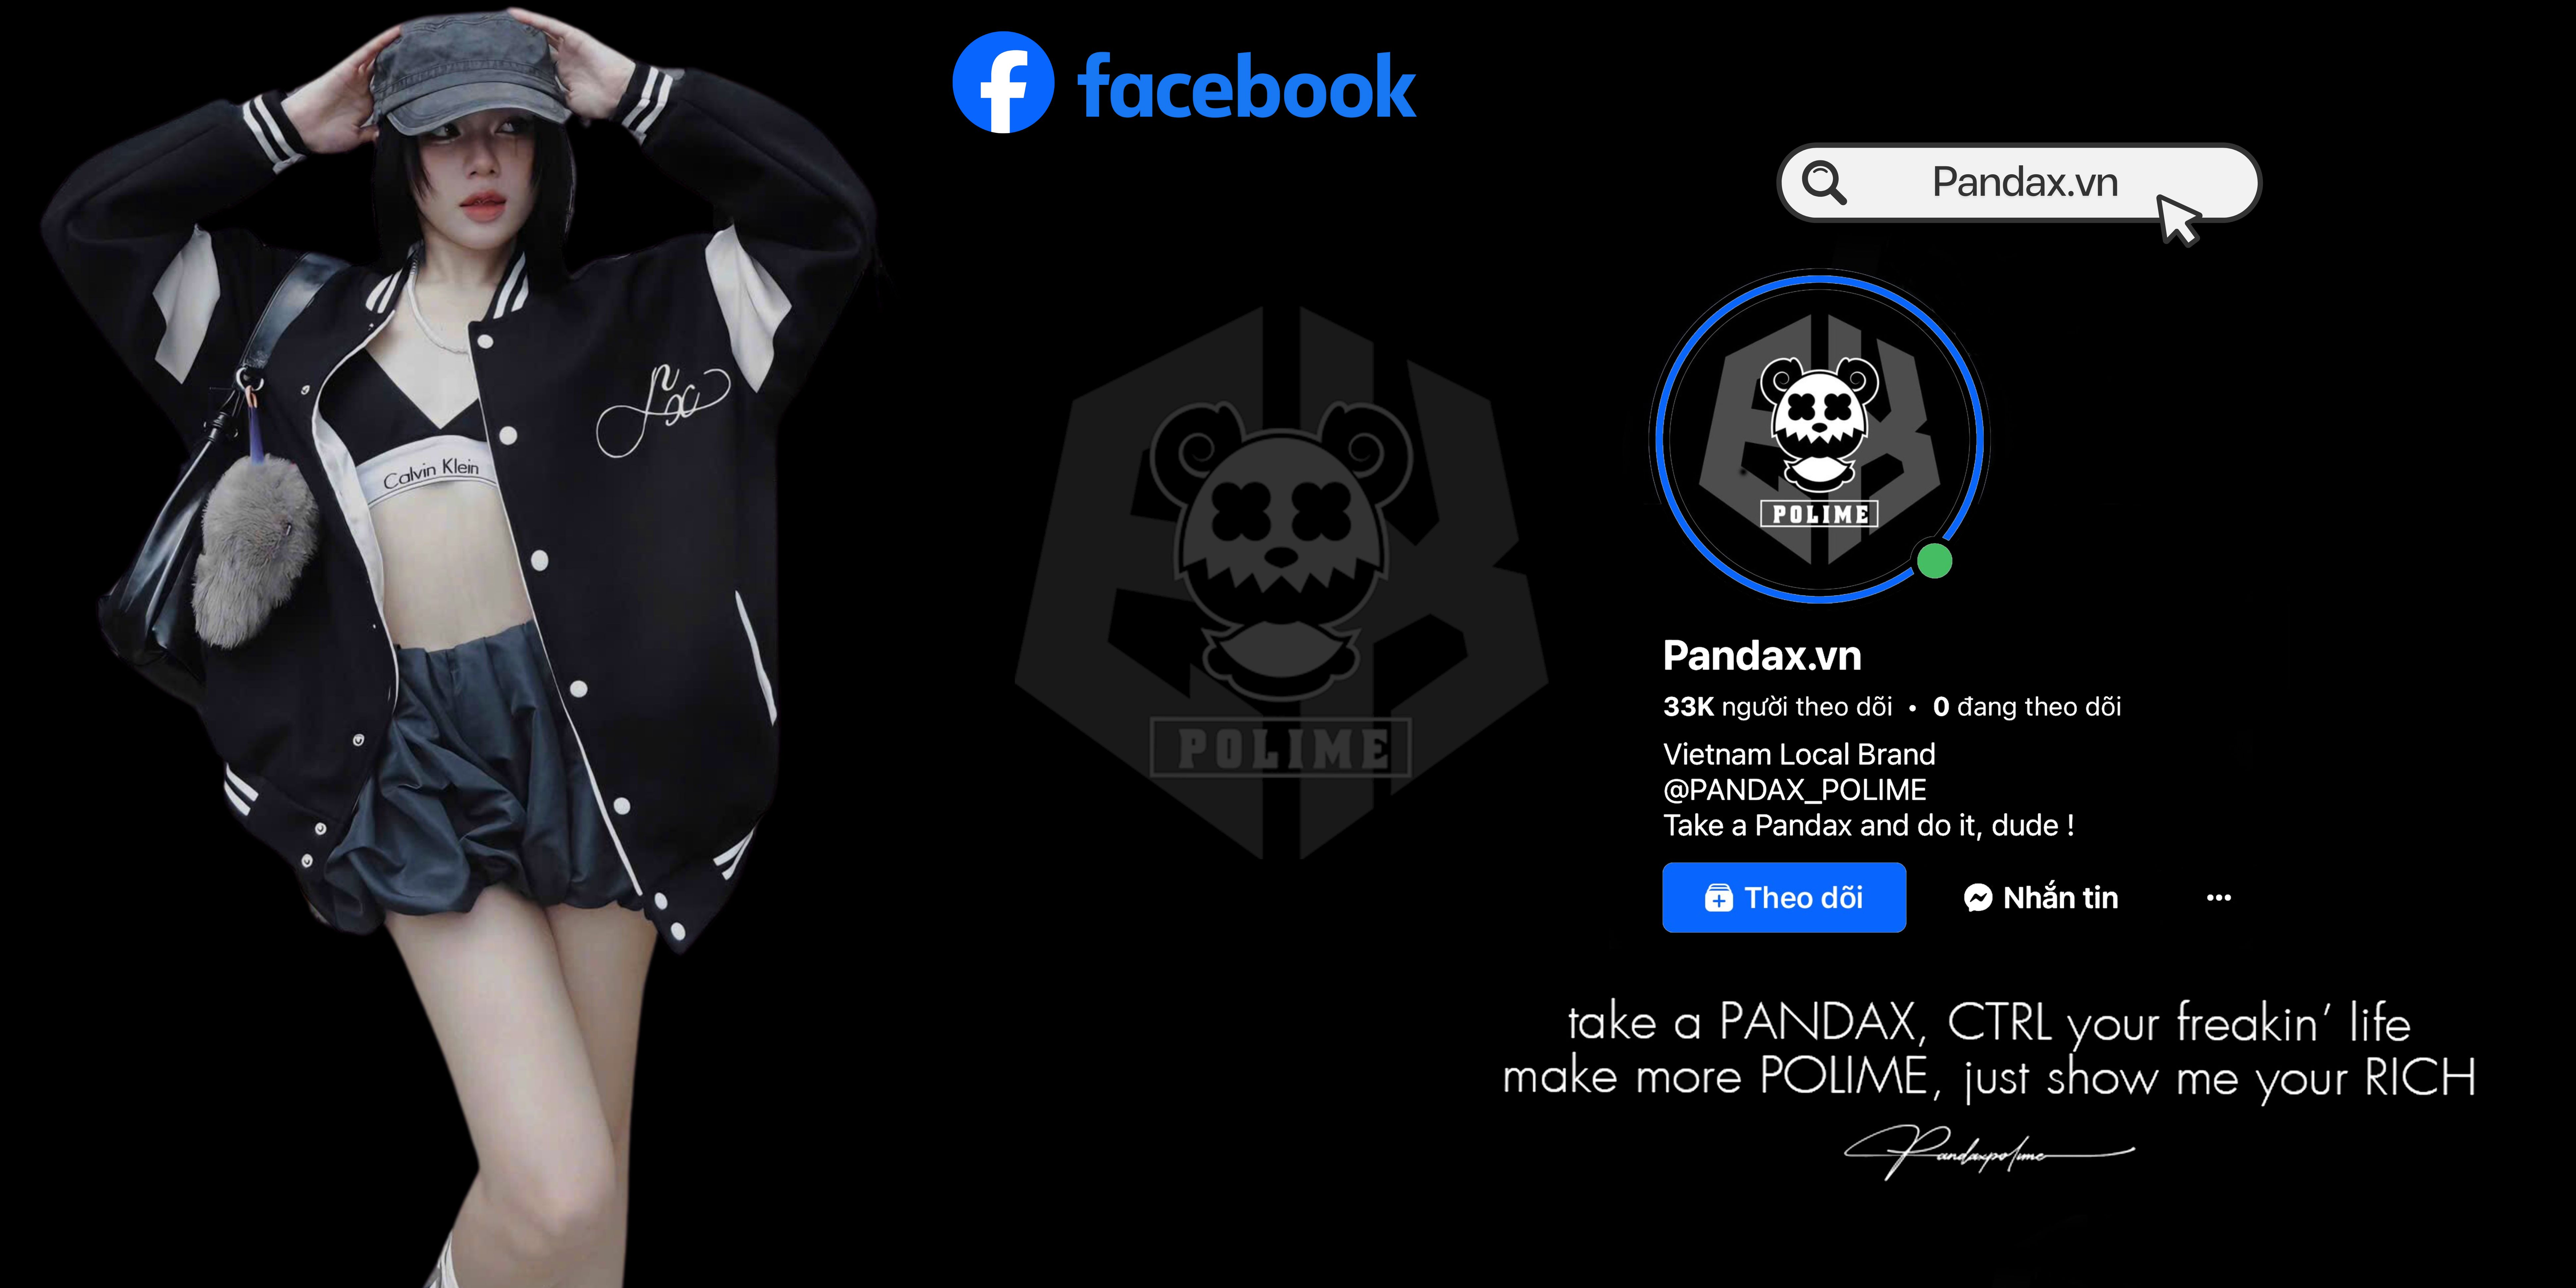 facebook
Pandax.vn
Calvin Klein
POLIME
POLIME
Pandax.vn
33K người theo dõi • 0 đang theo dõi
Vietnam Local Brand
@PANDAX_POLIME
Take a Pandax and do it, dude !
Theo dõi
Nhắn tin
take a PANDAX, CTRL your freakin’ life
make more POLIME, just show me your RICH
Pandaxpolime